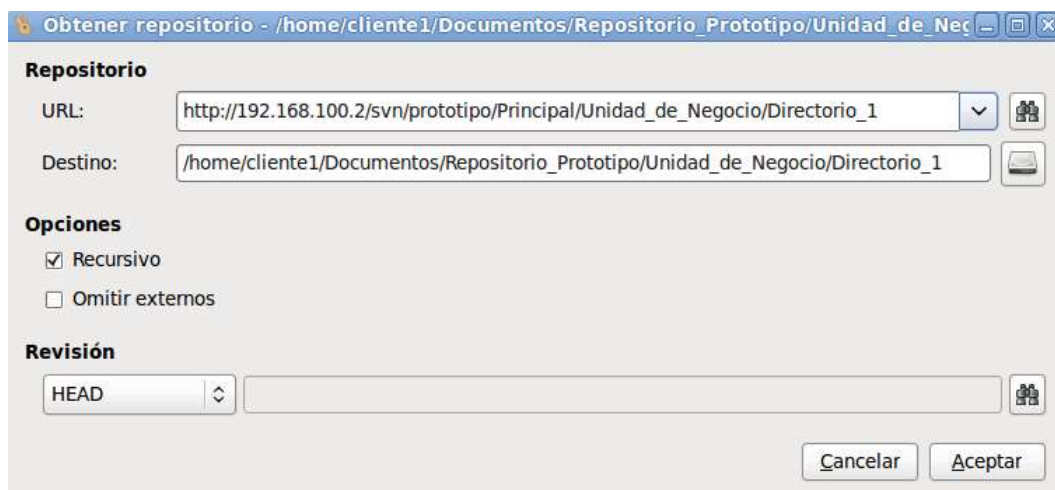 Obtener repositorio - /home/cliente1/Documentos/Repositorio_Prototipo/Unidad_de_Neg
Repositorio
URL: http://192.168.100.2/svn/prototipo/Principal/Unidad_de_Negocio/Directorio_1
Destino: /home/cliente1/Documentos/Repositorio_Prototipo/Unidad_de_Negocio/Directorio_1
Opciones
Recursivo
Omitir externos
Revisión
HEAD
Cancelar Aceptar